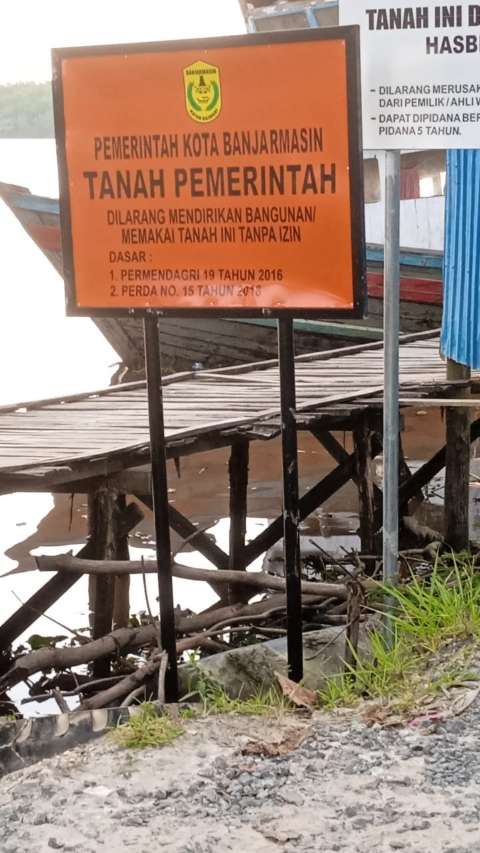 BANJARMASIN
PEMERINTAH KOTA BANJARMASIN
TANAH PEMERINTAH
DILARANG MENDIRIKAN BANGUNAN/
MEMAKAI TANAH INI TANPA IZIN
DASAR :
1. PERMENDAGRI 19 TAHUN 2016
2. PERDA NO. 15 TAHUN 2018
TANAH INI D
HASB
- DILARANG MERUSAK
DARI PEMILIK/AHLI W
- DAPAT DIPIDANA BER
PIDANA 5 TAHUN.